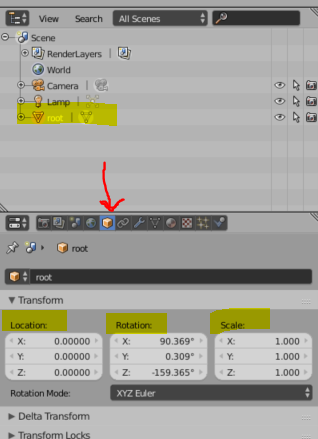 View Search All Scenes
Scene
RenderLayers |
World
Camera |
Lamp |
root |
root
root
Transform
Location: Rotation: Scale:
X: 0.00000 X: 90.369° X: 1.000
Y: 0.00000 Y: 0.309° Y: 1.000
Z: 0.00000 Z: -159.365° Z: 1.000
Rotation Mode: XYZ Euler
Delta Transform
Transform Locks